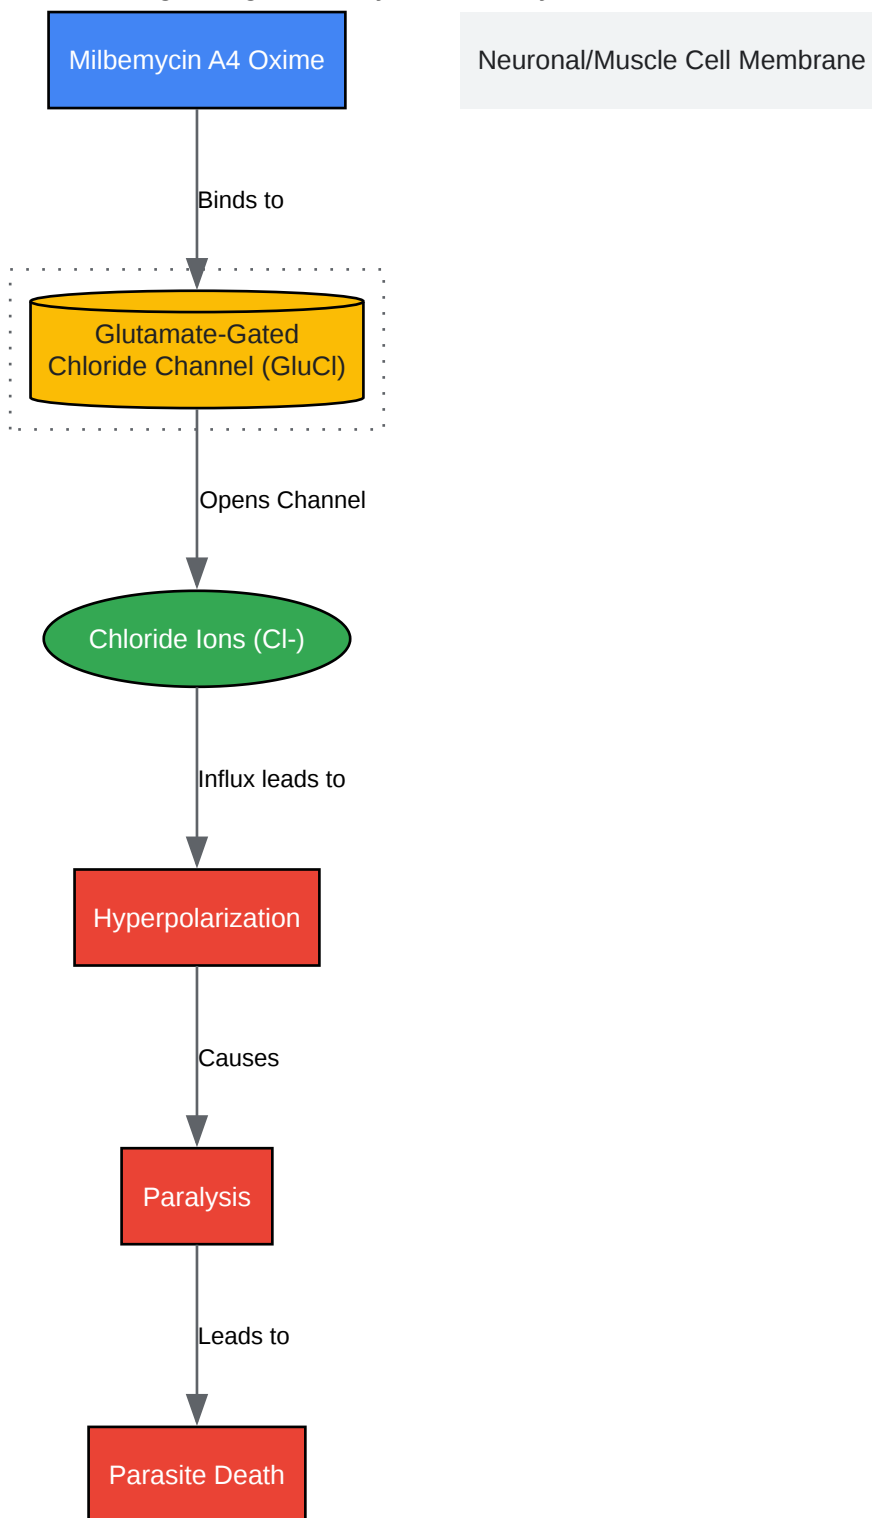 Milbemycin A4 Oxime
Neuronal/Muscle Cell Membrane
Binds to
Glutamate-Gated
Chloride Channel (GluCl)
Opens Channel
Chloride Ions (Cl-)
Influx leads to
Hyperpolarization
Causes
Paralysis
Leads to
Parasite Death